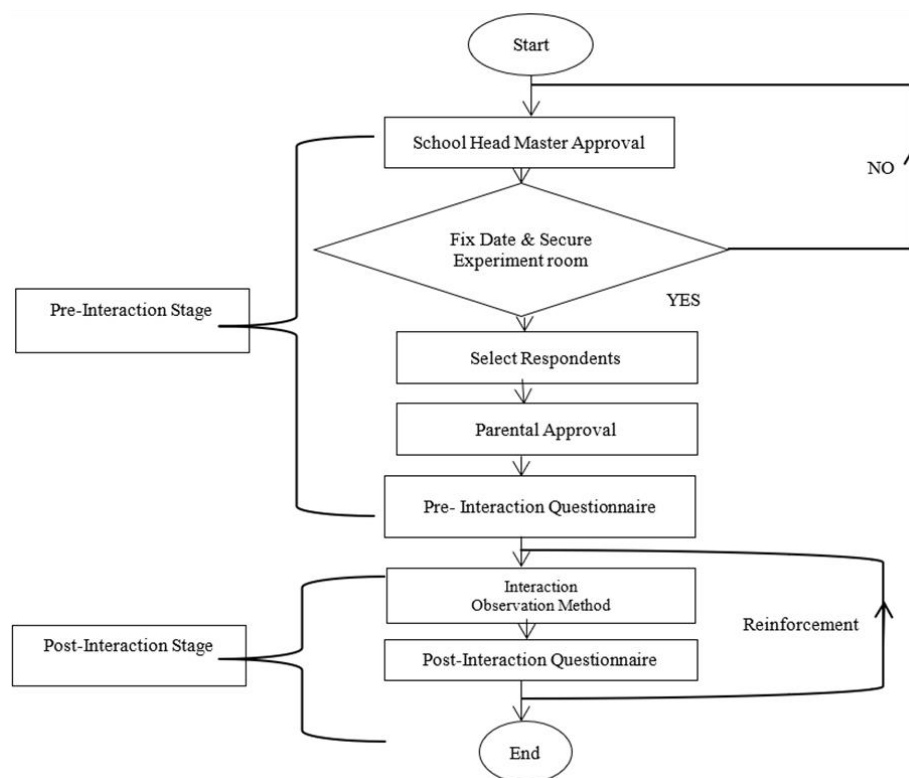 Start
School Head Master Approval
NO
Fix Date & Secure
Experiment room
YES
Pre-Interaction Stage
Select Respondents
Parental Approval
Pre- Interaction Questionnaire
Interaction
Observation Method
Reinforcement
Post-Interaction Stage
Post-Interaction Questionnaire
End